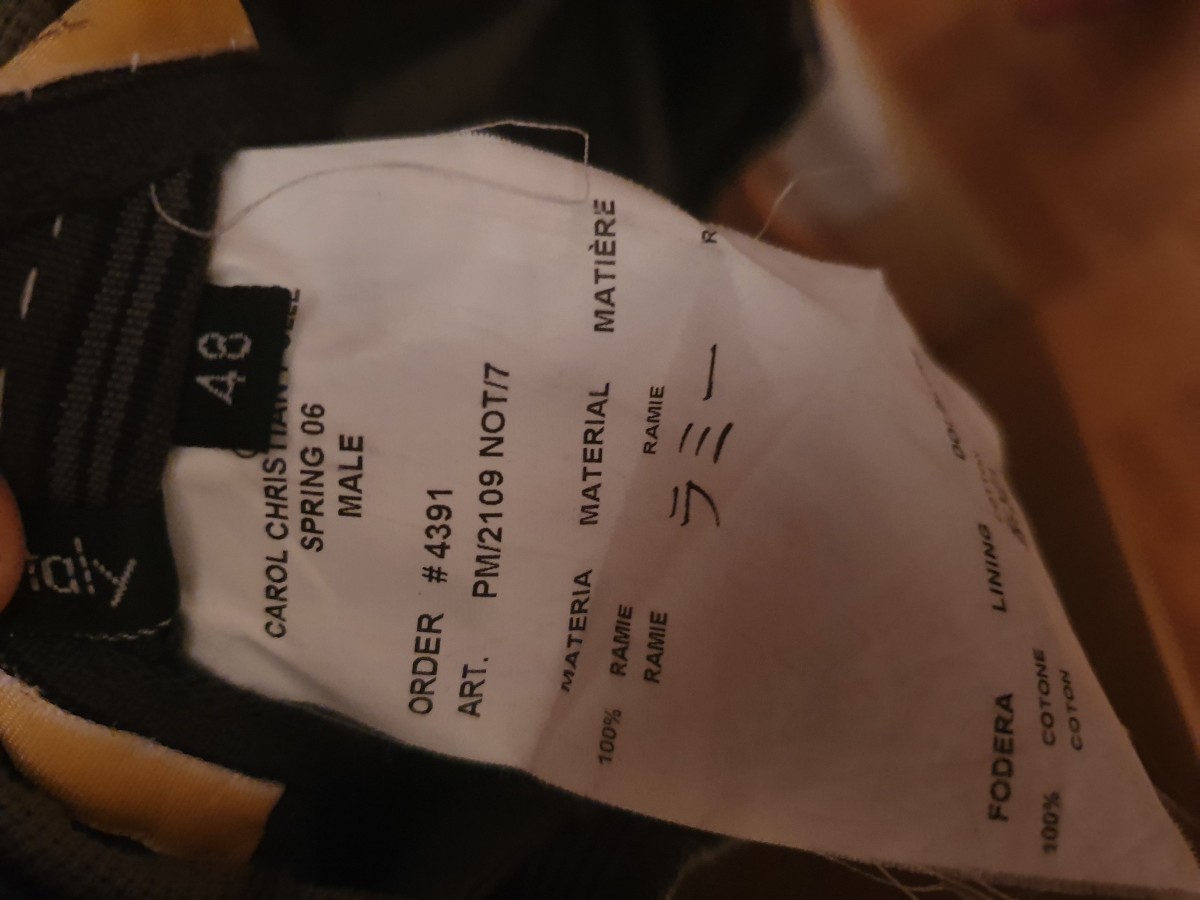 48
CAROL CHRISTIAN
SPRING 06
MALE
ORDER # 4391
ART. PM/2109 NOT/7
MATERIA MATERIAL MATIÈRE
100% RAMIE
RAMIE RAMIE
ラミー
FODERA LINING
100% COTONE
COTON